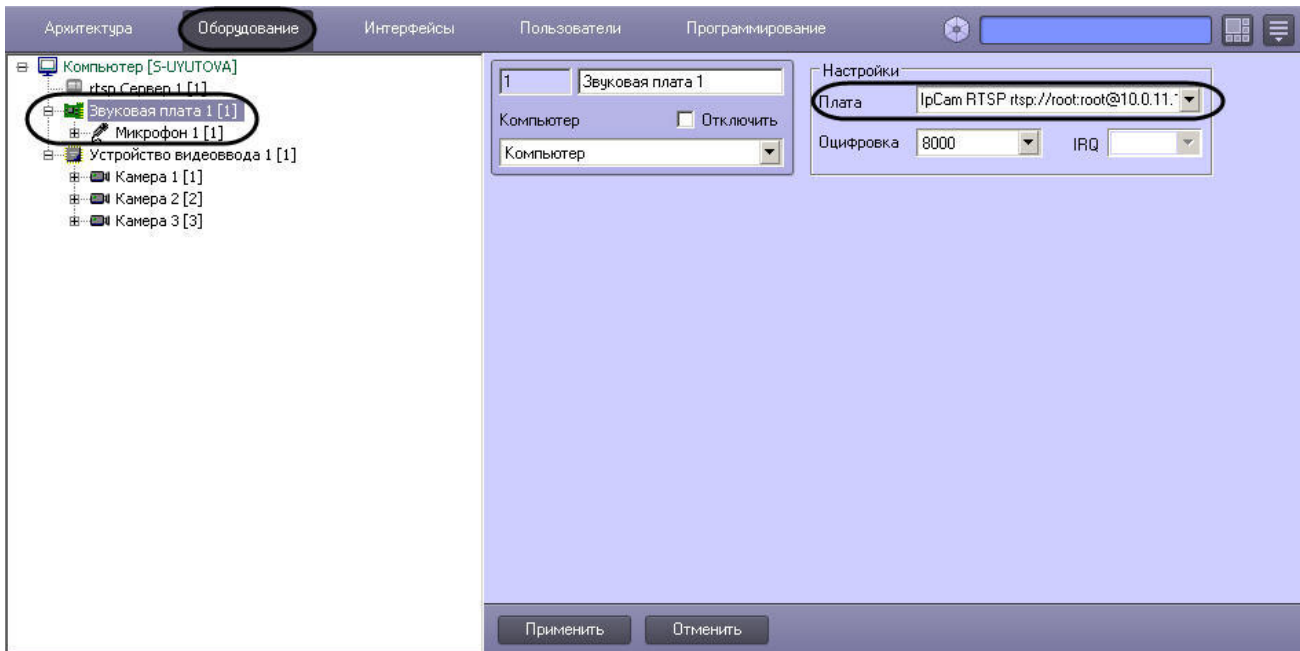 Архитектура Оборудование Интерфейсы Пользователи Программирование
Компьютер [S-UYUTOVA]
rtsp Сервер 1 [1]
Звуковая плата 1 [1]
Микрофон 1 [1]
Устройство видеоввода 1 [1]
Камера 1 [1]
Камера 2 [2]
Камера 3 [3]
1 Звуковая плата 1
Компьютер Отключить
Компьютер
Настройки
Плата IpCam RTSP rtsp://root:root@10.0.11.
Оцифровка 8000 IRQ
Применить Отменить